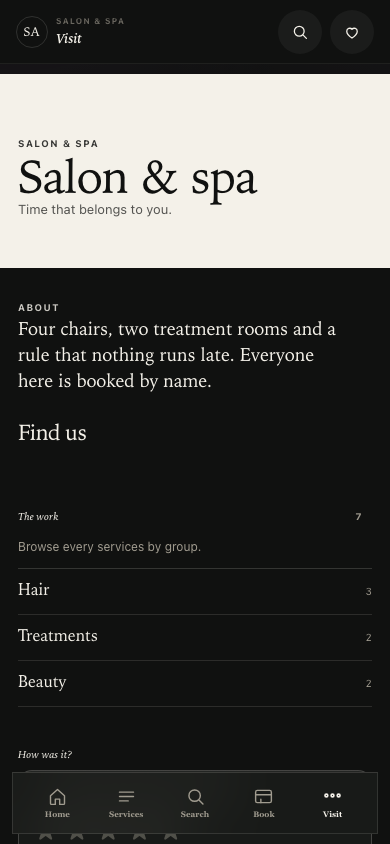 SA
SALON & SPA
Visit
SALON & SPA
Salon & spa
Time that belongs to you.
ABOUT
Four chairs, two treatment rooms and a
rule that nothing runs late. Everyone
here is booked by name.
Find us
The work
7
Browse every services by group.
Hair
3
Treatments
2
Beauty
2
How was it?
Home
Services
Search
Book
Visit